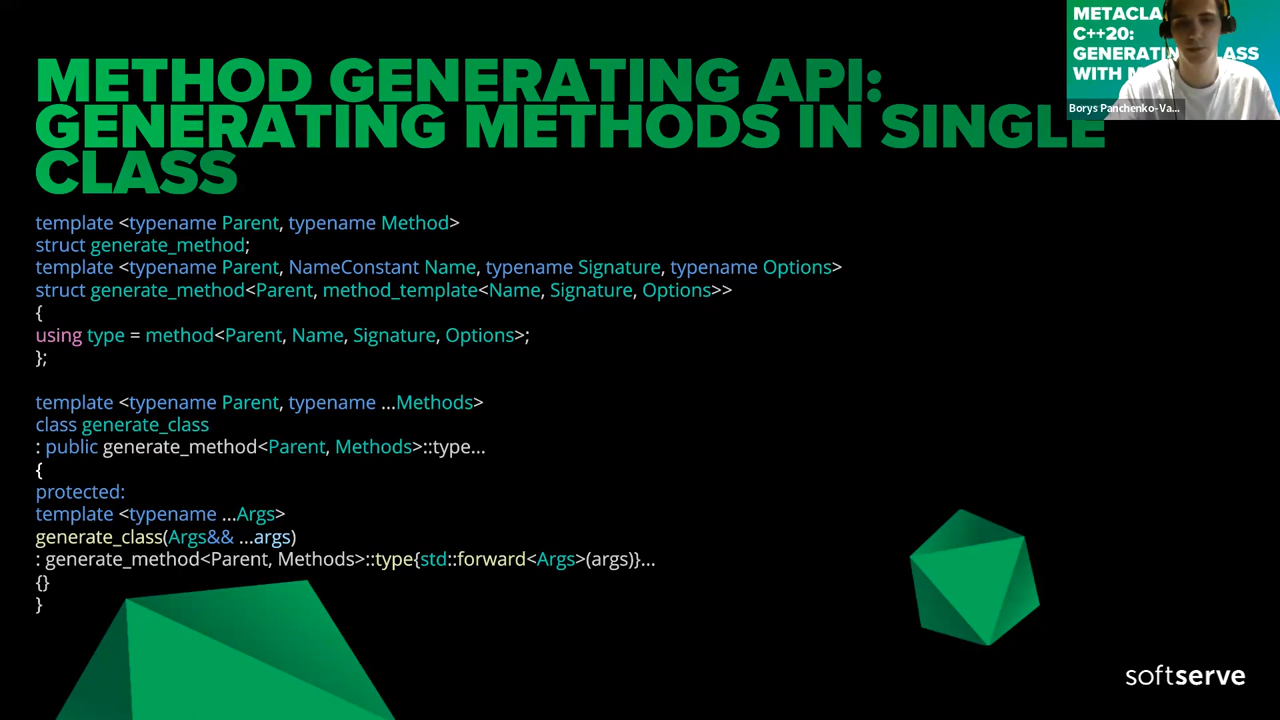 METACLA
C++20:
GENERATIN LASS
WITH M
Borys Panchenko-Va...
METHOD GENERATING API:
GENERATING METHODS IN SINGLE
CLASS
template <typename Parent, typename Method>
struct generate_method;
template <typename Parent, NameConstant Name, typename Signature, typename Options>
struct generate_method<Parent, method_template<Name, Signature, Options>>
{
using type = method<Parent, Name, Signature, Options>;
};
template <typename Parent, typename ...Methods>
class generate_class
: public generate_method<Parent, Methods>::type...
{
protected:
template <typename ...Args>
generate_class(Args&& ...args)
: generate_method<Parent, Methods>::type{std::forward<Args>(args)}...
{}
}
softserve